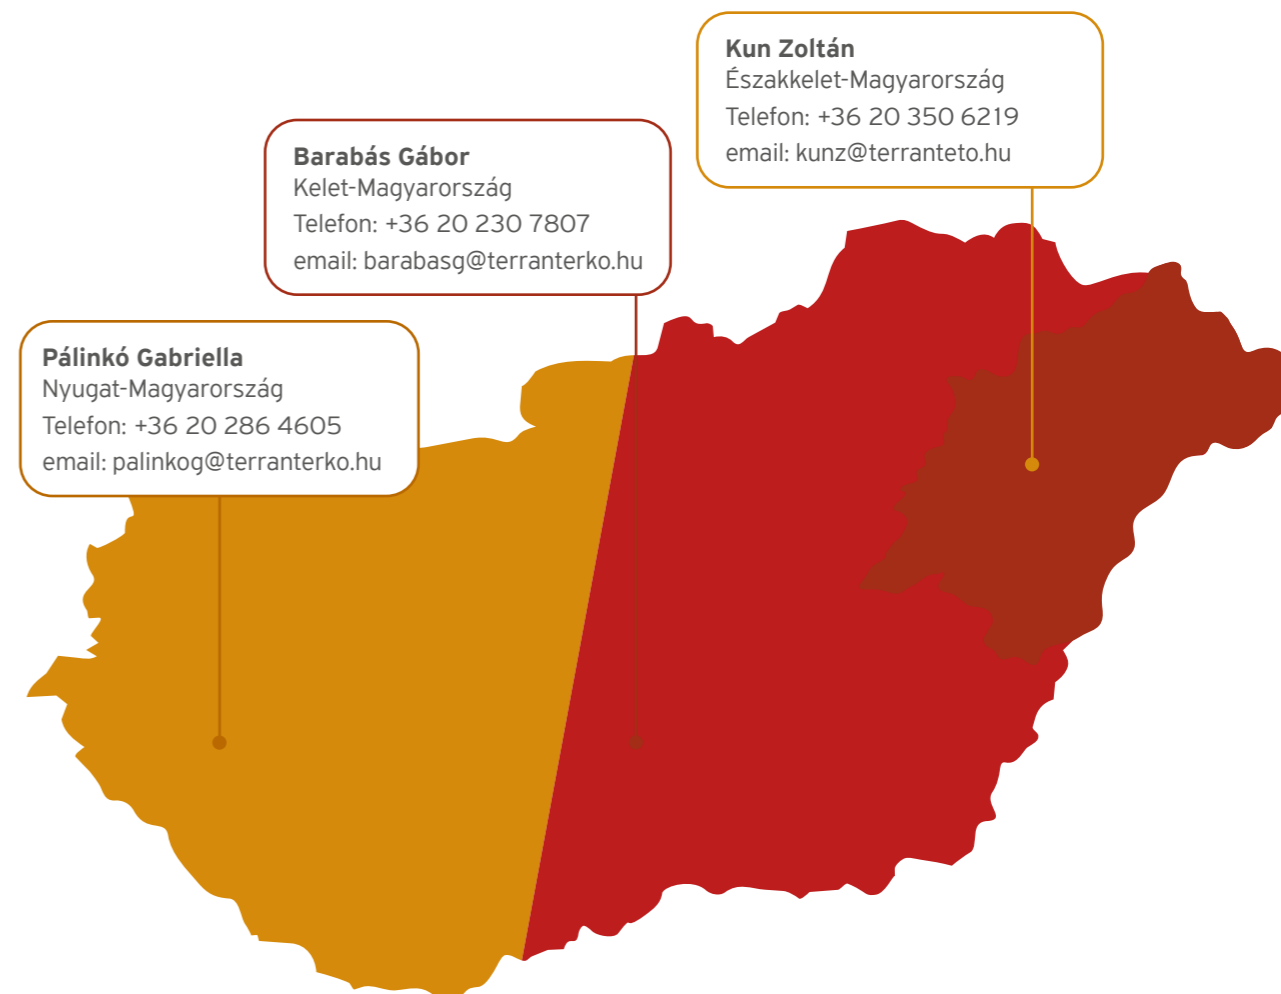 Kun Zoltán
Északkelet-Magyarország
Telefon: +36 20 350 6219
email: kunz@terranteto.hu
Barabás Gábor
Kelet-Magyarország
Telefon: +36 20 230 7807
email: barabasg@terranterko.hu
Pálinkó Gabriella
Nyugat-Magyarország
Telefon: +36 20 286 4605
email: palinkog@terranterko.hu